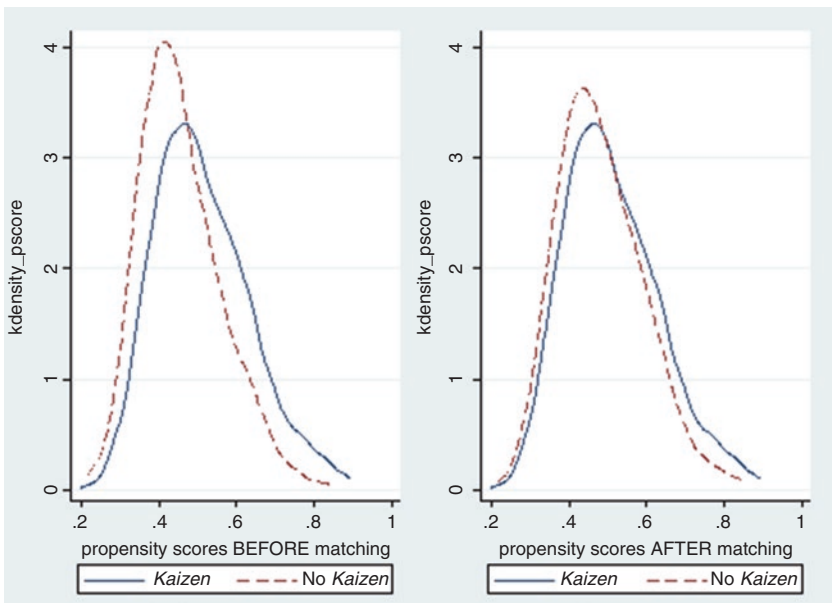 kdensity_pscore
4
3
2
1
0
.2 .4 .6 .8 1
propensity scores BEFORE matching
Kaizen No Kaizen
kdensity_pscore
4
3
2
1
0
.2 .4 .6 .8 1
propensity scores AFTER matching
Kaizen No Kaizen